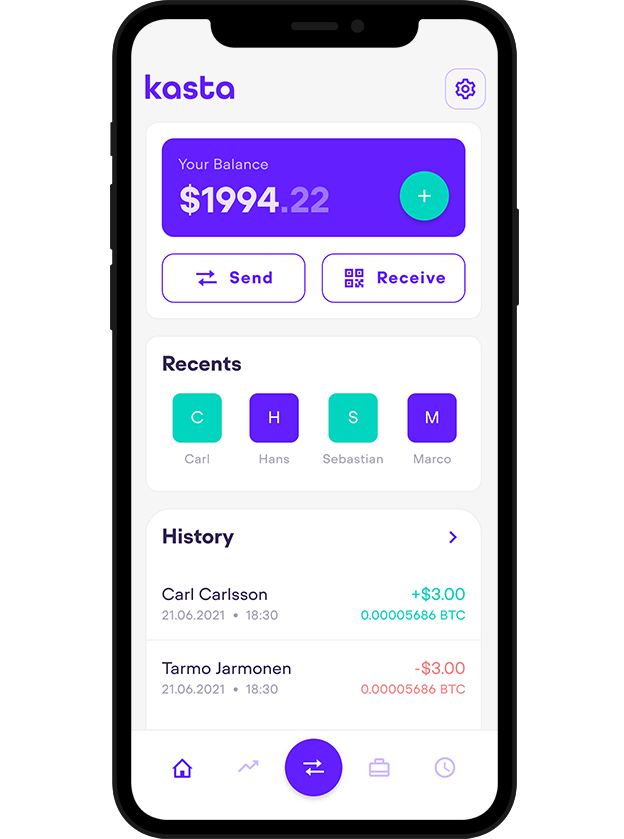 kasta
Your Balance
$1994.22
+
Send
Receive
Recents
C H S M
Carl Hans Sebastian Marco
History
Carl Carlsson +$3.00
21.06.2021 • 18:30 0.00005686 BTC
Tarmo Jarmonen -$3.00
21.06.2021 • 18:30 0.00005686 BTC